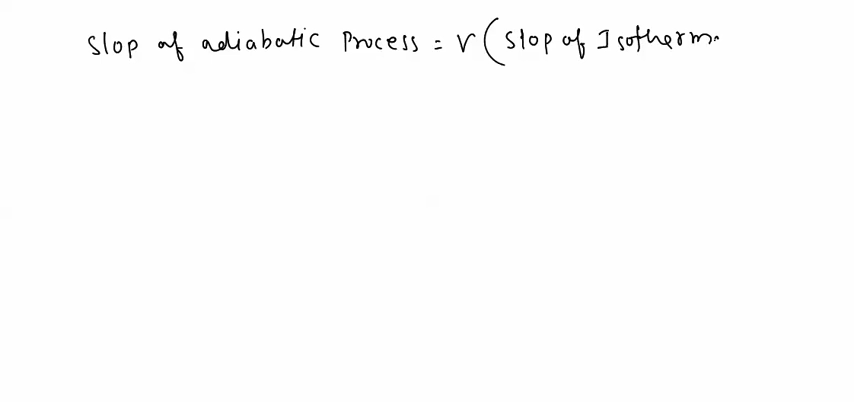 Slop of adiabatic Process = r ( Slop of Isotherm